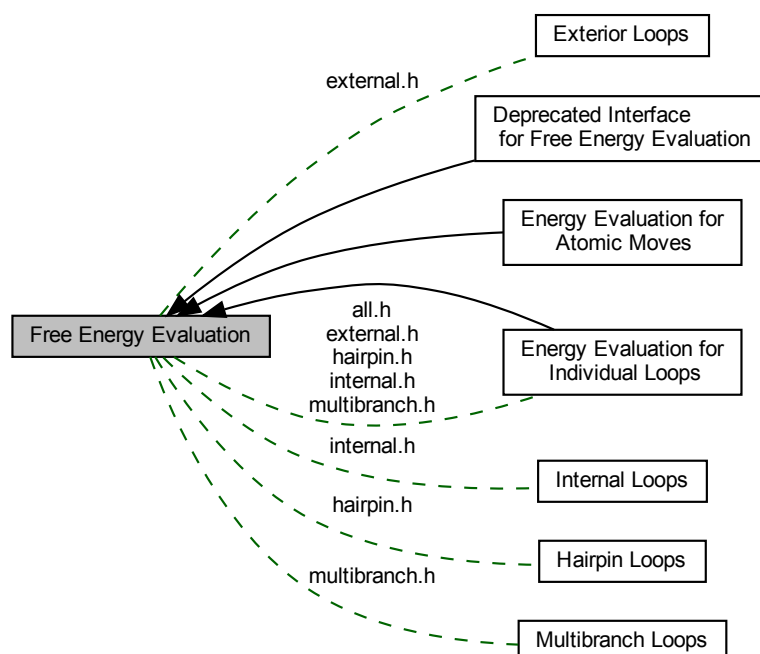 Exterior Loops
external.h
Deprecated Interface
for Free Energy Evaluation
Energy Evaluation for
Atomic Moves
Free Energy Evaluation
all.h
external.h
hairpin.h
internal.h
multibranch.h
Energy Evaluation for
Individual Loops
internal.h
Internal Loops
hairpin.h
Hairpin Loops
multibranch.h
Multibranch Loops